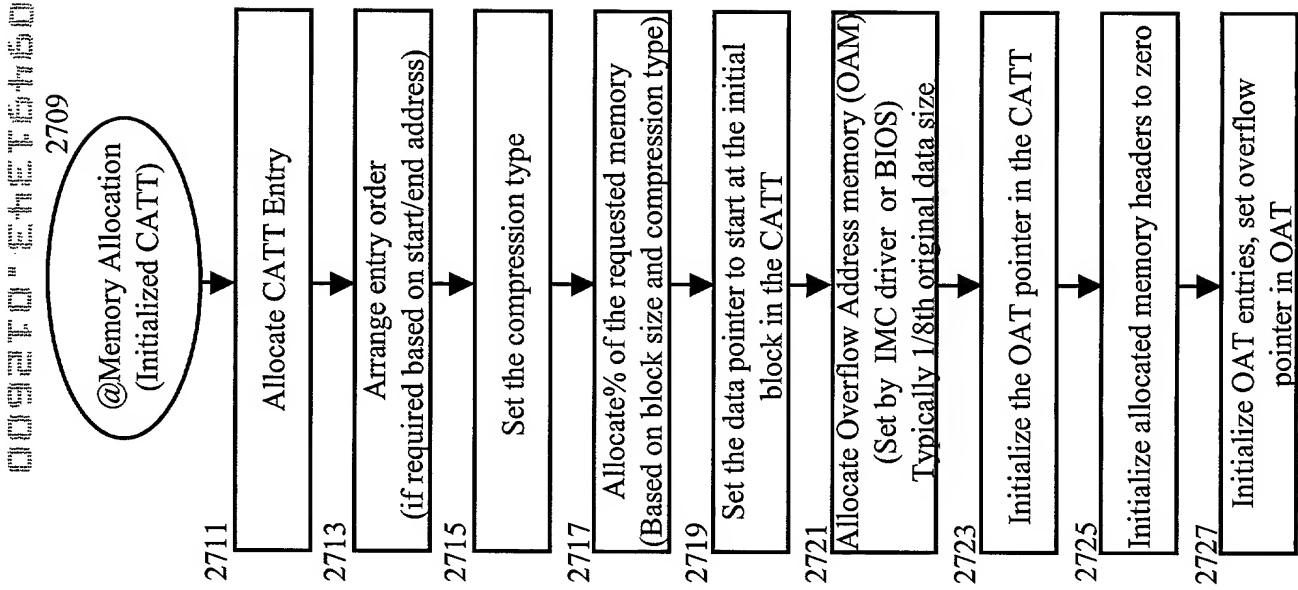 2709
@Memory Allocation
(Initialized CATT)
2711
Allocate CATT Entry
2713
Arrange entry order
(if required based on start/end address)
2715
Set the compression type
2717
Allocate% of the requested memory
(Based on block size and compression type)
2719
Set the data pointer to start at the initial
block in the CATT
2721
Allocate Overflow Address memory (OAM)
(Set by IMC driver or BIOS)
Typically 1/8th original data size
2723
Initialize the OAT pointer in the CATT
2725
Initialize allocated memory headers to zero
2727
Initialize OAT entries, set overflow
pointer in OAT